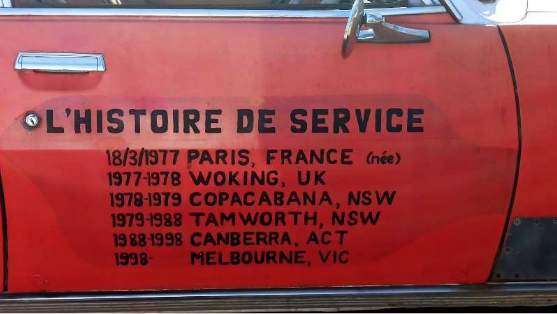 L'HISTOIRE DE SERVICE
18/3/1977 PARIS, FRANCE (née)
1977-1978 WOKING, UK
1978-1979 COPACABANA, NSW
1979-1988 TAMWORTH, NSW
1988-1998 CANBERRA, ACT
1998- MELBOURNE, VIC